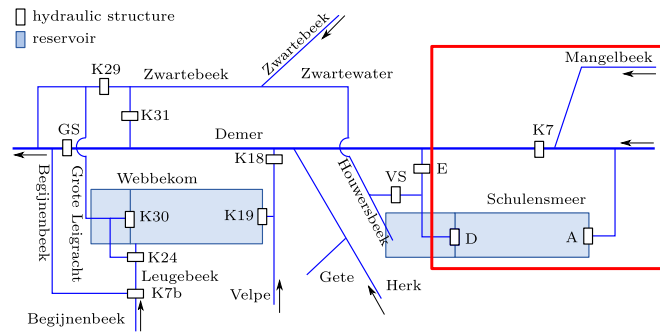 hydraulic structure
reservoir
Zwartebeek
K29
Zwartebeek
Zwartewater
Mangelbeek
K31
GS
Demer
K7
K18
E
VS
Begijnenbeek
Grote Leigracht
Webbekom
Houwersbeek
Schulensmeer
K30
K19
D
A
K24
Leugebeek
Gete
Herk
K7b
Velpe
Begijnenbeek